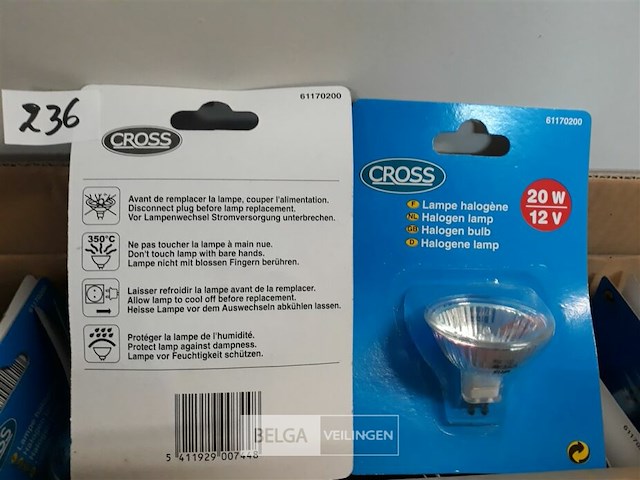 236
61170200
CROSS
Avant de remplacer la lampe, couper l'alimentation.
Disconnect plug before lamp replacement.
Vor Lampenwechsel Stromversorgung unterbrechen.
350°C
Ne pas toucher la lampe à main nue.
Don't touch lamp with bare hands.
Lampe nicht mit blossen Fingern berühren.
Laisser refroidir la lampe avant de la remplacer.
Allow lamp to cool off before replacement.
Heisse Lampe vor dem Auswechseln abkühlen lassen.
Protéger la lampe de l'humidité.
Protect lamp against dampness.
Lampe vor Feuchtigkeit schützen.
5 411929 007448
BELGA VEILINGEN
61170200
CROSS
20 W
12 V
F Lampe halogène
NL Halogen lamp
GB Halogen bulb
D Halogene lamp
CROSS